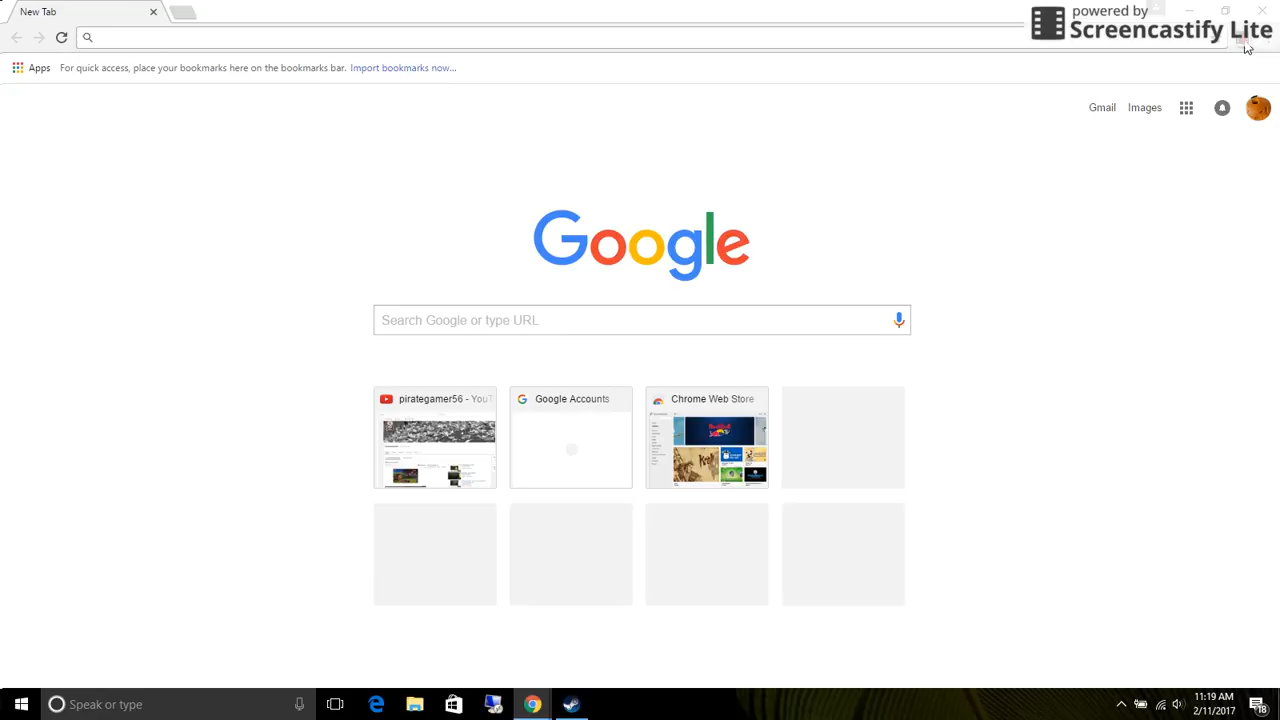 New Tab
powered by
Screencastify Lite
Apps For quick access, place your bookmarks here on the bookmarks bar. Import bookmarks now...
Gmail Images
Google
Search Google or type URL
pirategamer56 - YouT
Google Accounts
Chrome Web Store
Speak or type
11:19 AM
2/11/2017
18